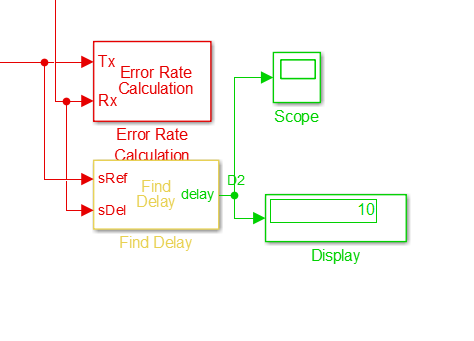 Tx
Error Rate
Calculation
Rx
Error Rate
Calculation
Scope
sRef
Find
Delay
delay
D2
sDel
Find Delay
10
Display